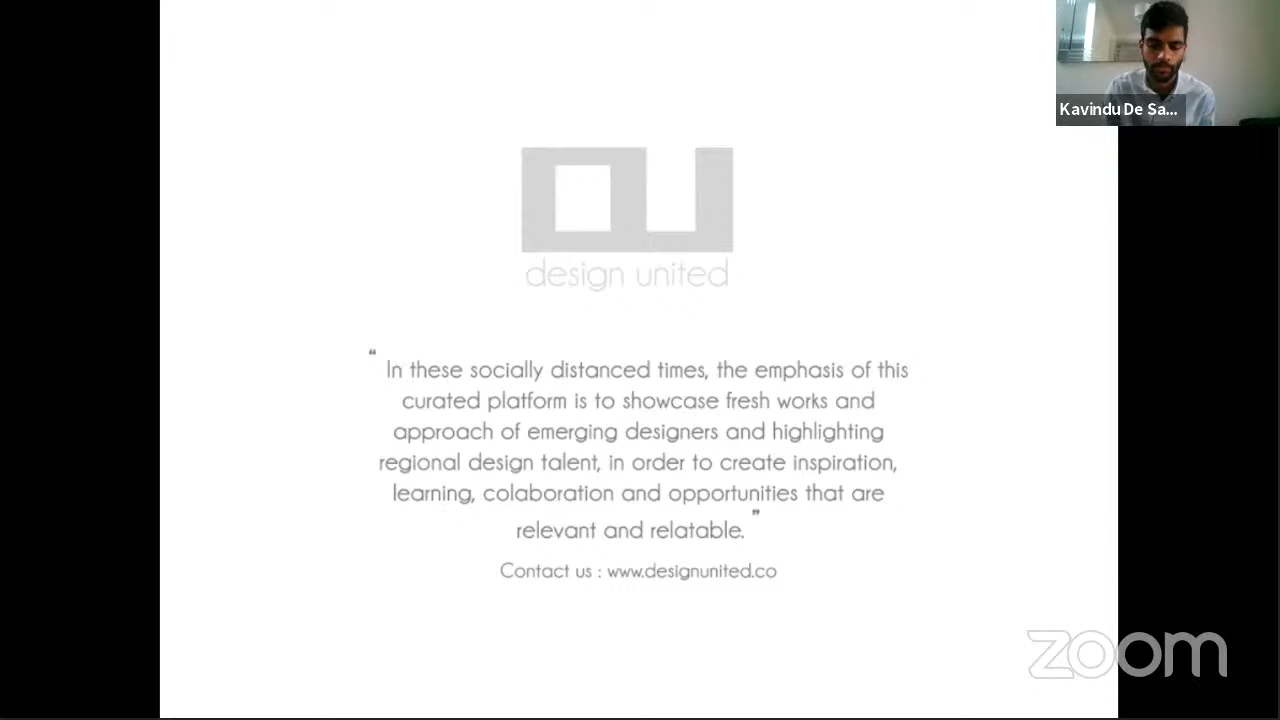 Kavindu De Sa...
DU
design united
“ In these socially distanced times, the emphasis of this
curated platform is to showcase fresh works and
approach of emerging designers and highlighting
regional design talent, in order to create inspiration,
learning, colaboration and opportunities that are
relevant and relatable. ”
Contact us : www.designunited.co
zoom